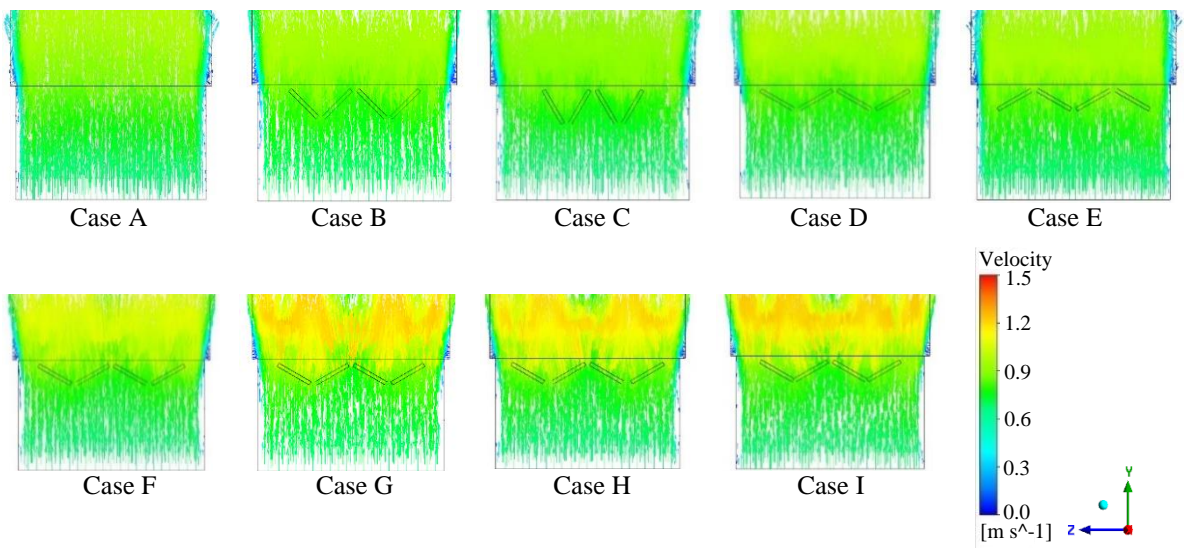 Case A
Case B
Case C
Case D
Case E
Velocity
1.5
1.2
0.9
0.6
0.3
0.0
[m s^-1]
Case F
Case G
Case H
Case I
Y
Z